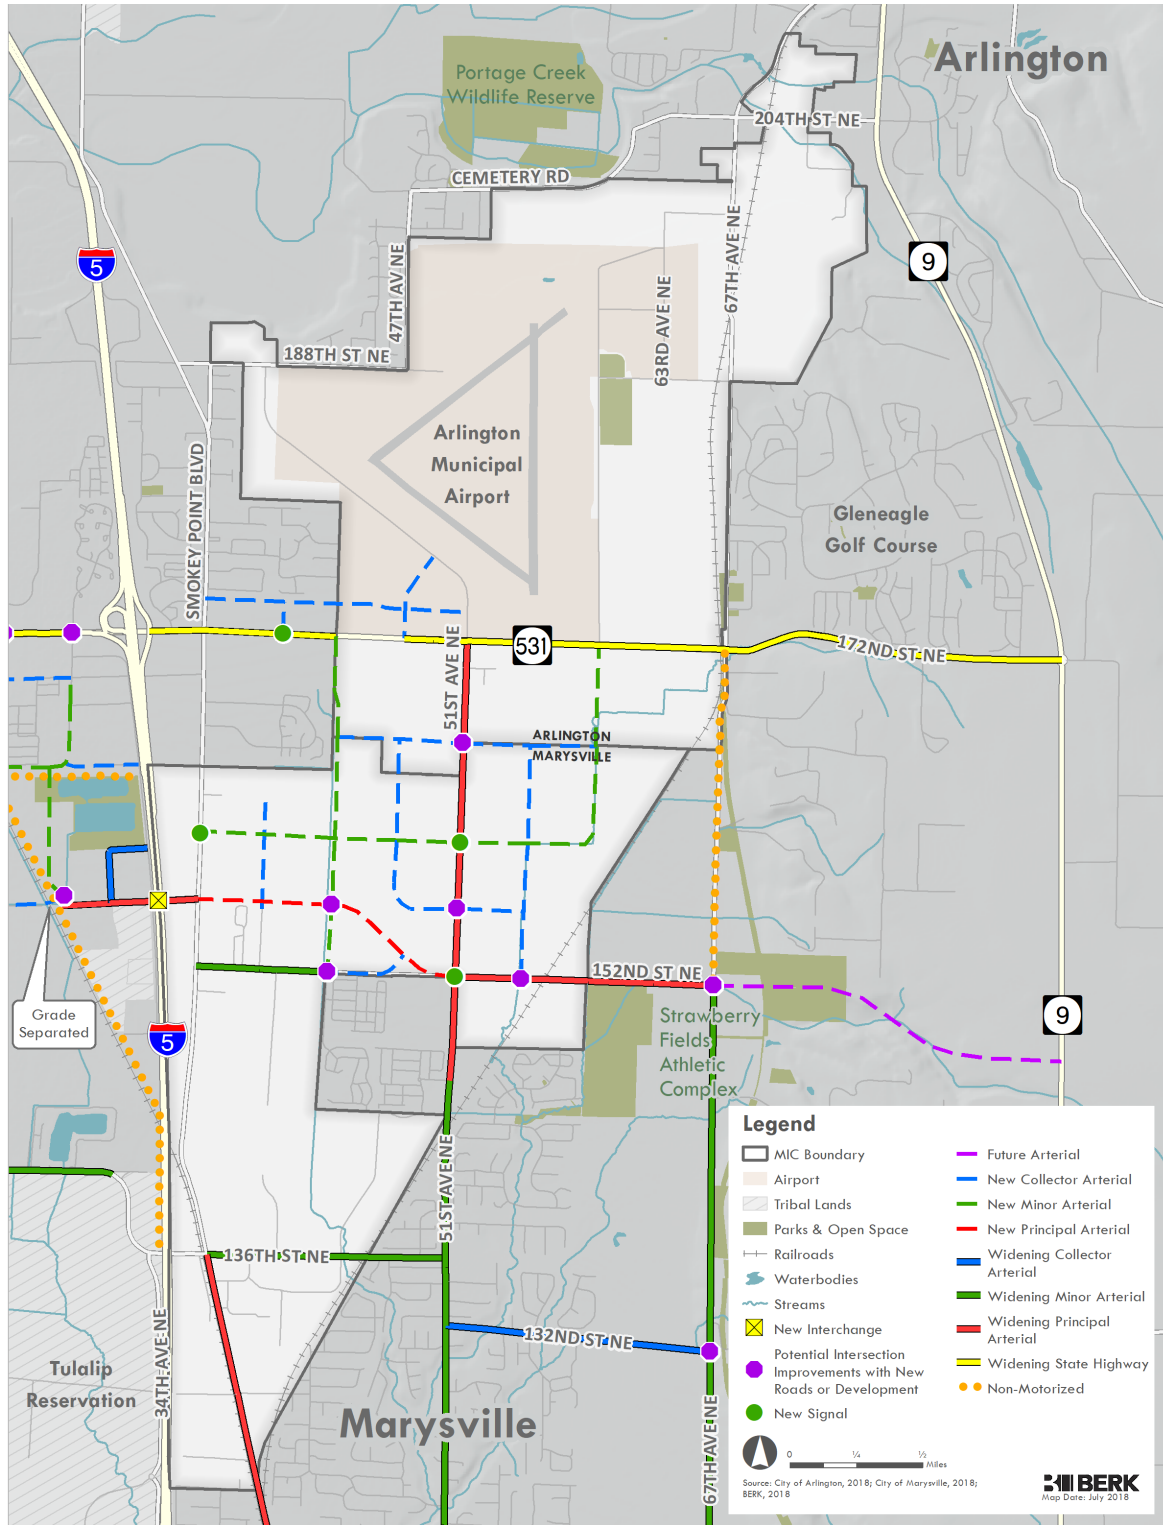 Arlington
Portage Creek
Wildlife Reserve
204TH ST NE
CEMETERY RD
5
9
47TH AV NE
67TH AVE NE
63RD AVE NE
188TH ST NE
Arlington
Municipal
Airport
SMOKEY POINT BLVD
Gleneagle
Golf Course
531
172ND ST NE
51ST AVE NE
ARLINGTON
MARYSVILLE
152ND ST NE
Grade
Separated
5
Strawberry
Fields
Athletic
Complex
9
51ST AVE NE
136TH ST NE
132ND ST NE
34TH AVE NE
Tulalip
Reservation
Marysville
67TH AVE NE
Legend
MIC Boundary
Airport
Tribal Lands
Parks & Open Space
Railroads
Waterbodies
Streams
New Interchange
Potential Intersection
Improvements with New
Roads or Development
New Signal
Future Arterial
New Collector Arterial
New Minor Arterial
New Principal Arterial
Widening Collector
Arterial
Widening Minor Arterial
Widening Principal
Arterial
Widening State Highway
Non-Motorized
0 ¼ ½
Miles
Source: City of Arlington, 2018; City of Marysville, 2018;
BERK, 2018
BERK
Map Date: July 2018